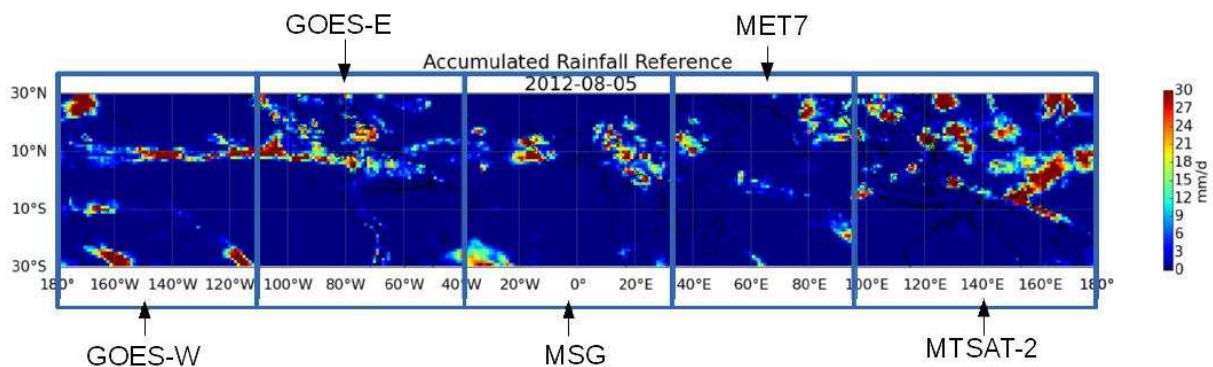 GOES-E
MET7
Accumulated Rainfall Reference
2012-08-05
30°N
10°N
10°S
30°S
180°
160°W
140°W
120°W
100°W
80°W
60°W
40°W
20°W
0°
20°E
40°E
60°E
80°E
100°E
120°E
140°E
160°E
180°
30
27
24
21
18
15
12
9
6
3
0
mm/d
GOES-W
MSG
MTSAT-2